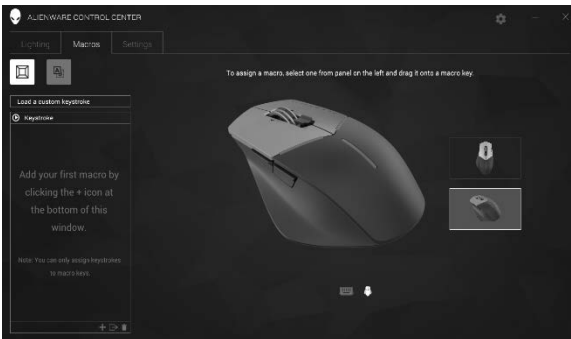 ALIENWARE CONTROL CENTER
Lighting Macros Settings
To assign a macro, select one from panel on the left and drag it onto a macro key.
Load a custom keystroke
Keystroke
Add your first macro by
clicking the + icon at
the bottom of this
window.
Note: You can only assign keystrokes
to macro keys